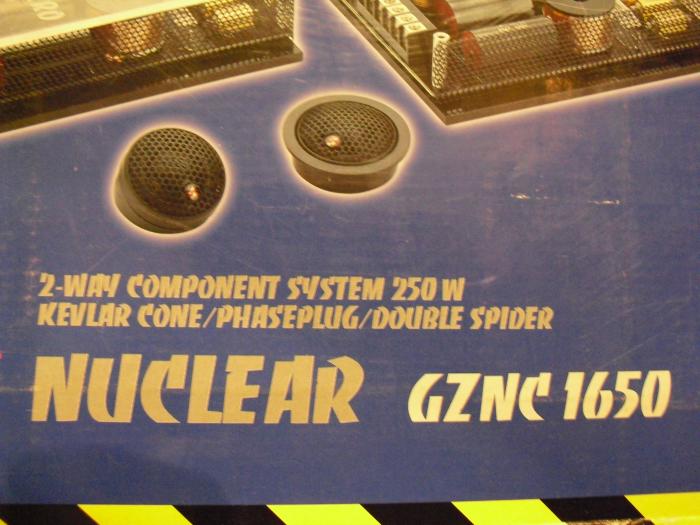 2-WAY COMPONENT SYSTEM 250 W
KEVLAR CONE/PHASEPLUG/DOUBLE SPIDER
NUCLEAR GZNC 1650